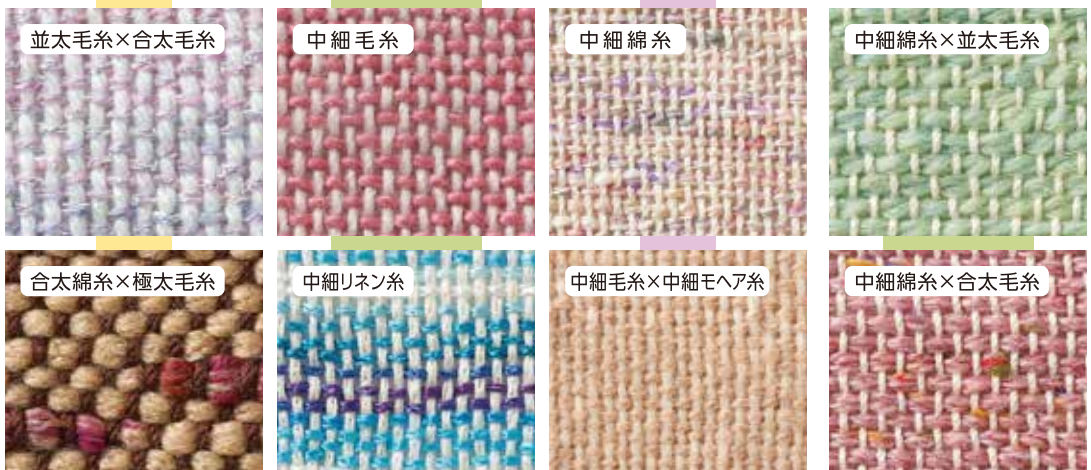 並太毛糸×合太毛糸
中細毛糸
中細綿糸
中細綿糸×並太毛糸
合太綿糸×極太毛糸
中細リネン糸
中細毛糸×中細モヘア糸
中細綿糸×合太毛糸